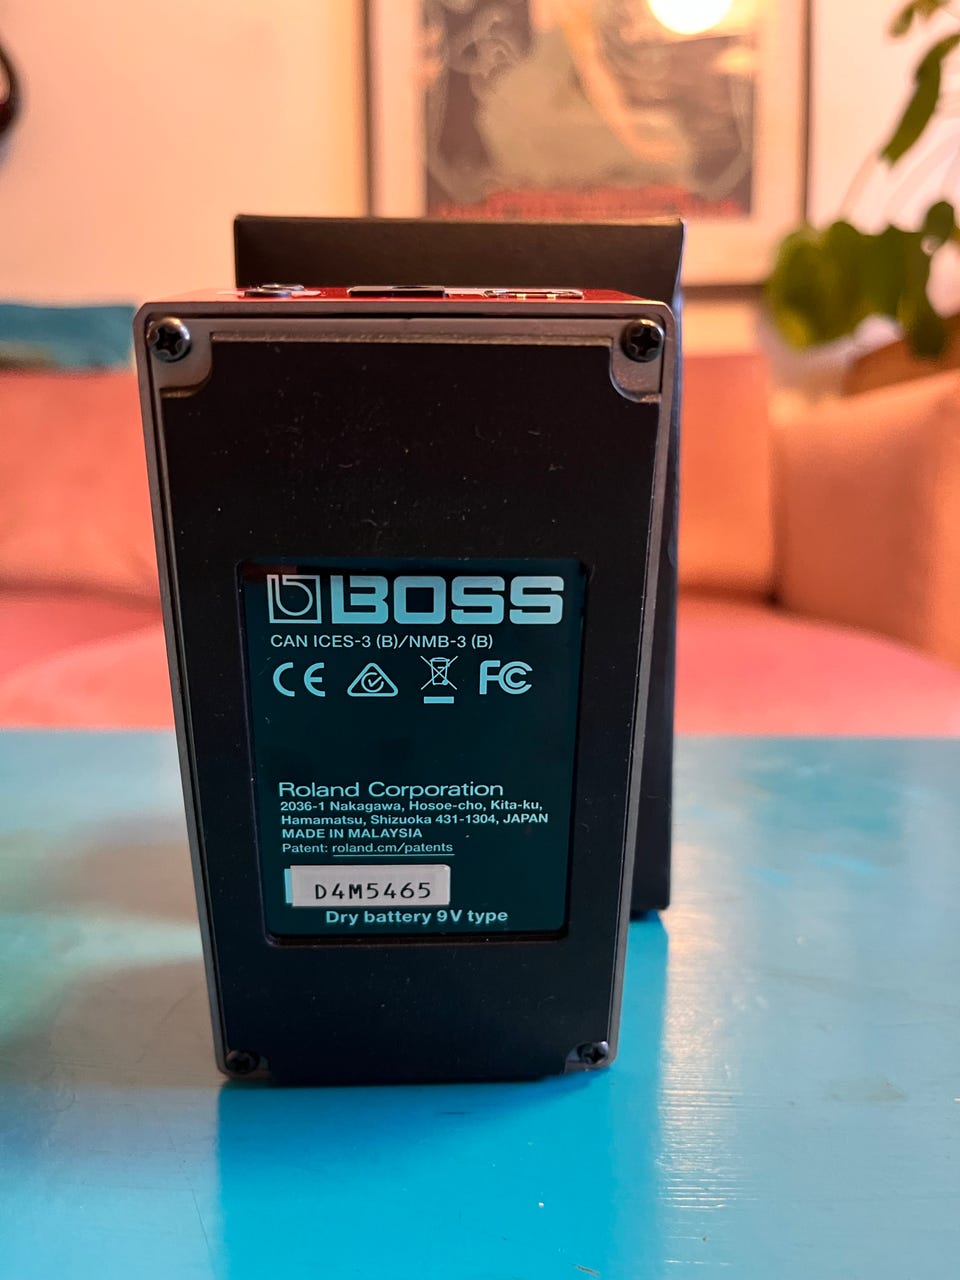 BOSS
CAN ICES-3 (B)/NMB-3 (B)
CE FC
Roland Corporation
2036-1 Nakagawa, Hosoe-cho, Kita-ku,
Hamamatsu, Shizuoka 431-1304, JAPAN
MADE IN MALAYSIA
Patent: roland.cm/patents
D4M5465
Dry battery 9V type